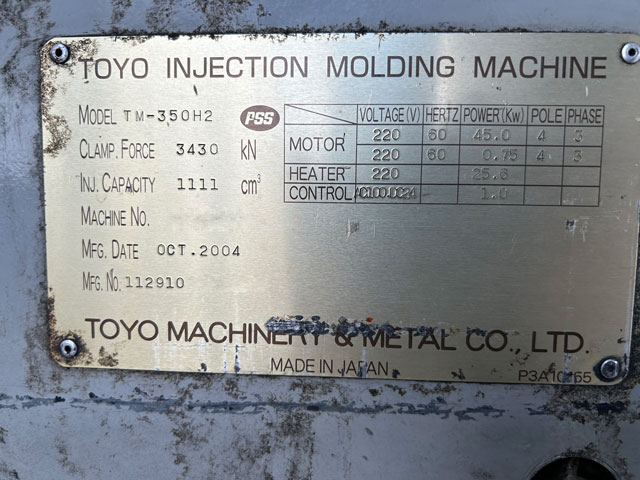 TOYO INJECTION MOLDING MACHINE
MODEL TM-350H2 PSS
CLAMP. FORCE 3430 kN
INJ. CAPACITY 1111 cm³
MACHINE NO.
MFG. DATE OCT.2004
MFG. NO. 112910
VOLTAGE(V) HERTZ POWER(Kw) POLE PHASE
MOTOR 220 60 45.0 4 3
220 60 0.75 4 3
HEATER 220 25.6
CONTROL AC100.DC24 1.0
TOYO MACHINERY & METAL CO., LTD.
MADE IN JAPAN